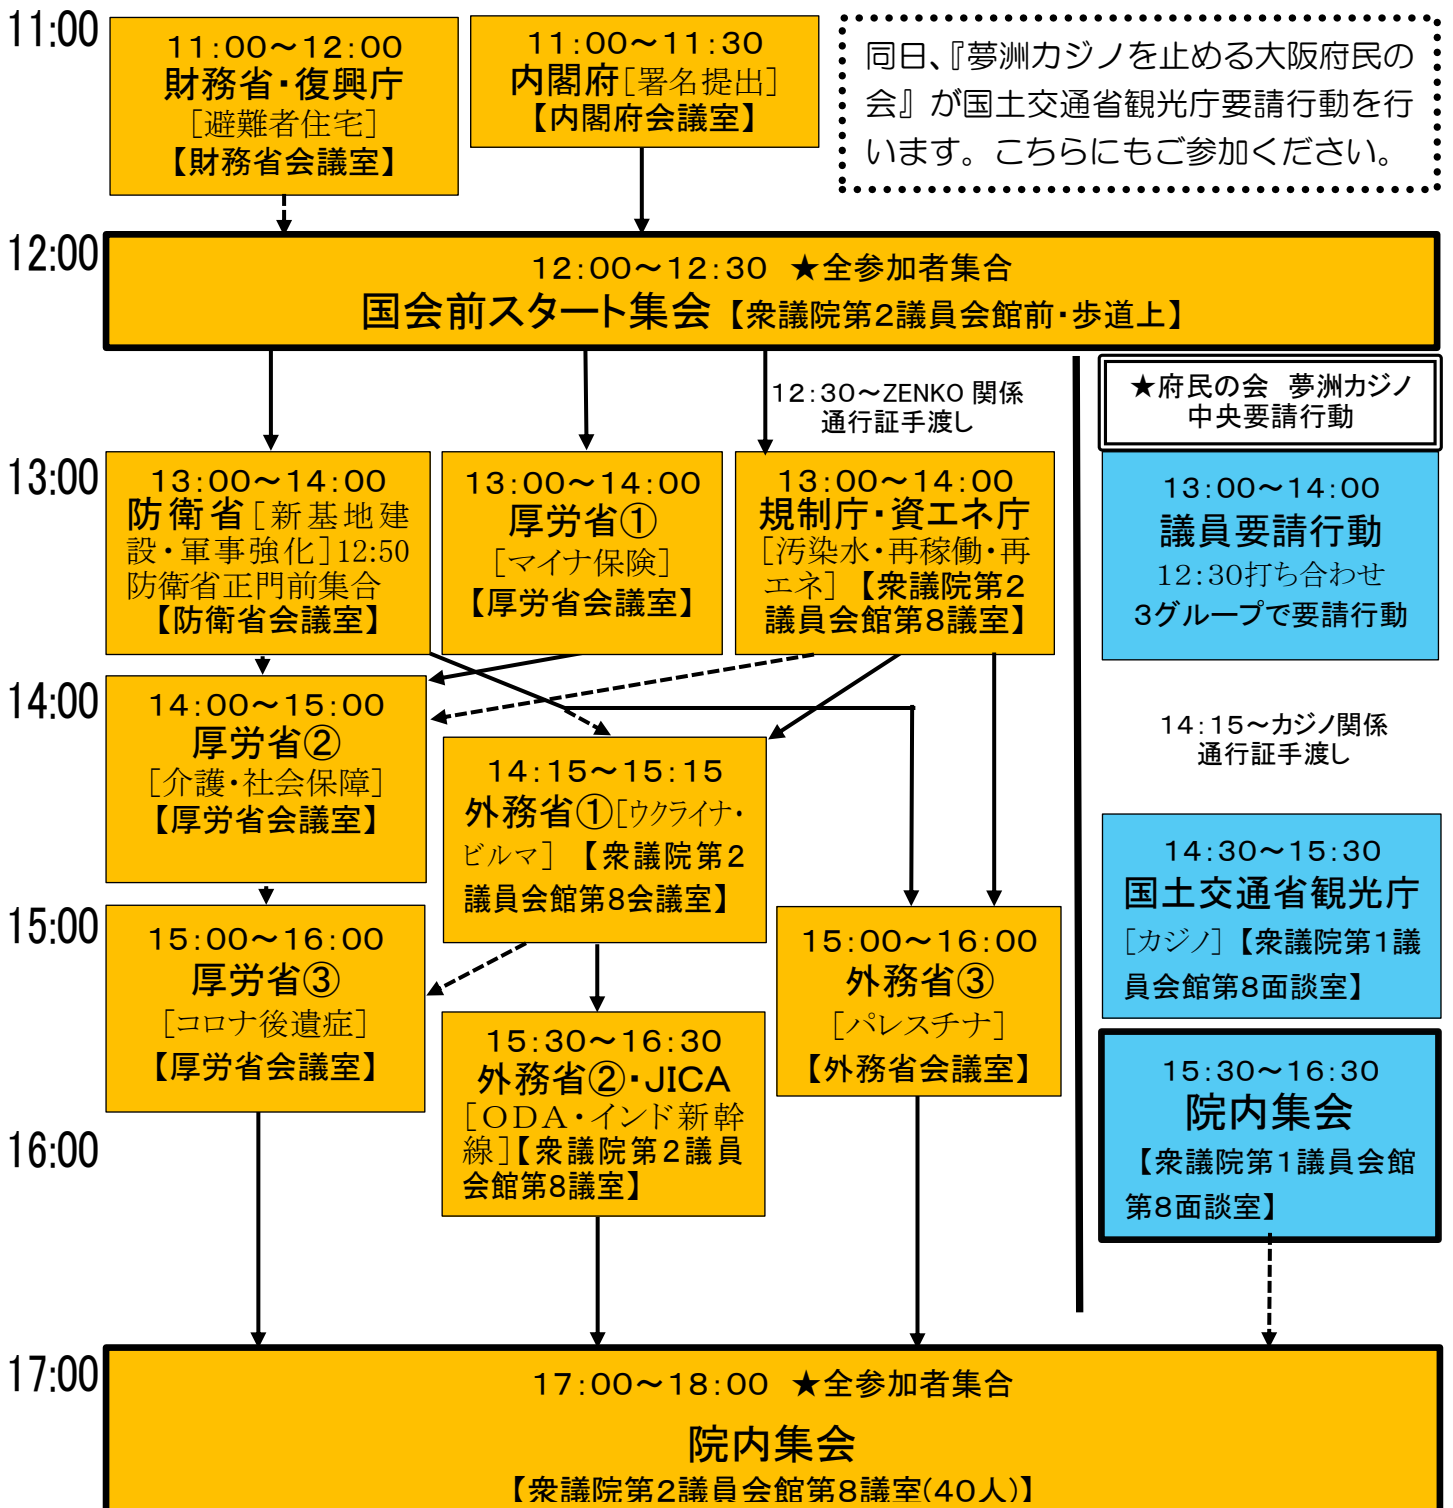 11:00
11:00～12:00
財務省・復興庁
［避難者住宅］
【財務省会議室】
11:00～11:30
内閣府［署名提出］
【内閣府会議室】
同日、『夢洲カジノを止める大阪府民の
会』が国土交通省観光庁要請行動を行
います。こちらにもご参加ください。
12:00
12:00～12:30 ★全参加者集合
国会前スタート集会【衆議院第２議員会館前・歩道上】
12:30～ZENKO 関係
通行証手渡し
★府民の会　夢洲カジノ
中央要請行動
13:00
13:00～14:00
防衛省［新基地建
設・軍事強化］12:50
防衛省正門前集合
【防衛省会議室】
13:00～14:00
厚労省①
［マイナ保険］
【厚労省会議室】
13:00～14:00
規制庁・資エネ庁
［汚染水・再稼働・再
エネ］【衆議院第２
議員会館第８議室】
13:00～14:00
議員要請行動
12:30打ち合わせ
３グループで要請行動
14:00
14:00～15:00
厚労省②
［介護・社会保障］
【厚労省会議室】
14:15～15:15
外務省①［ウクライナ・
ビルマ］【衆議院第２
議員会館第８会議室】
14:15～カジノ関係
通行証手渡し
14:30～15:30
国土交通省観光庁
［カジノ］【衆議院第１議
員会館第８面談室】
15:00
15:00～16:00
厚労省③
［コロナ後遺症］
【厚労省会議室】
15:30～16:30
外務省②・JICA
［ＯＤＡ・インド新幹
線］【衆議院第２議員
会館第８議室】
15:00～16:00
外務省③
［パレスチナ］
【外務省会議室】
15:30～16:30
院内集会
【衆議院第１議員会館
第８面談室】
16:00
17:00
17:00～18:00 ★全参加者集合
院内集会
【衆議院第２議員会館第８議室（40人）】